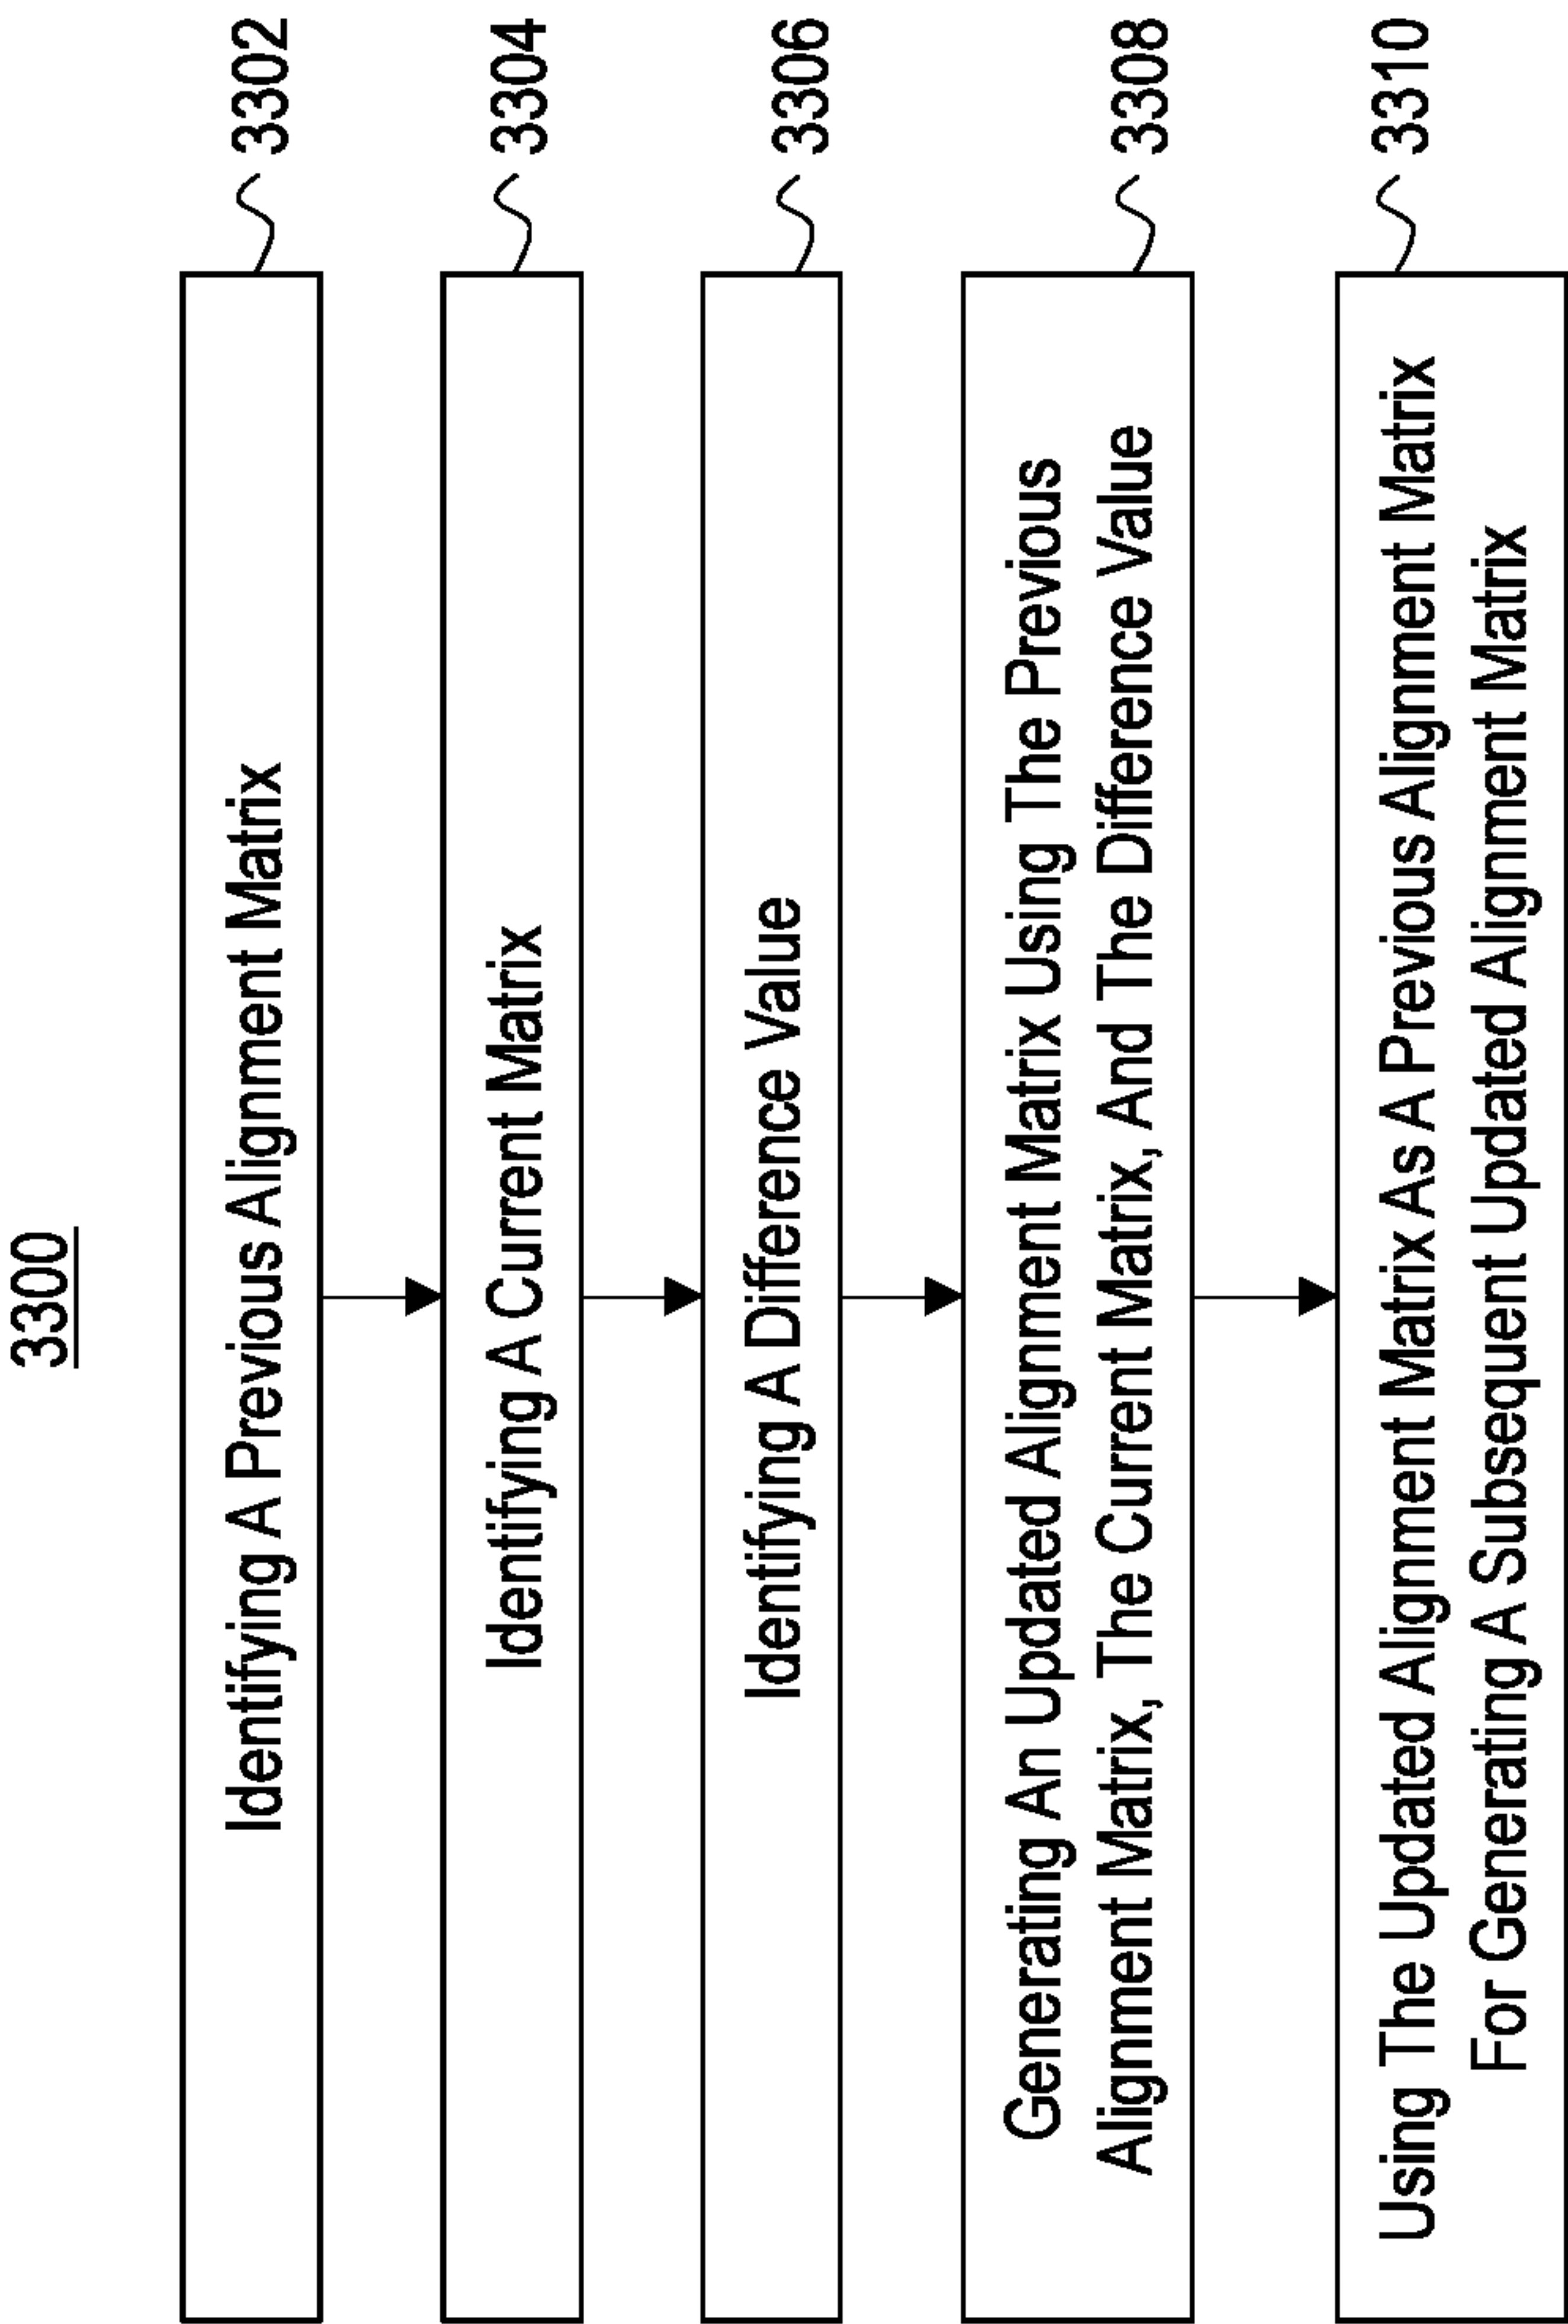 3300
Identifying A Previous Alignment Matrix
3302
Identifying A Current Matrix
3304
Identifying A Difference Value
3306
Generating An Updated Alignment Matrix Using The Previous
Alignment Matrix, The Current Matrix, And The Difference Value
3308
Using The Updated Alignment Matrix As A Previous Alignment Matrix
For Generating A Subsequent Updated Alignment Matrix
3310